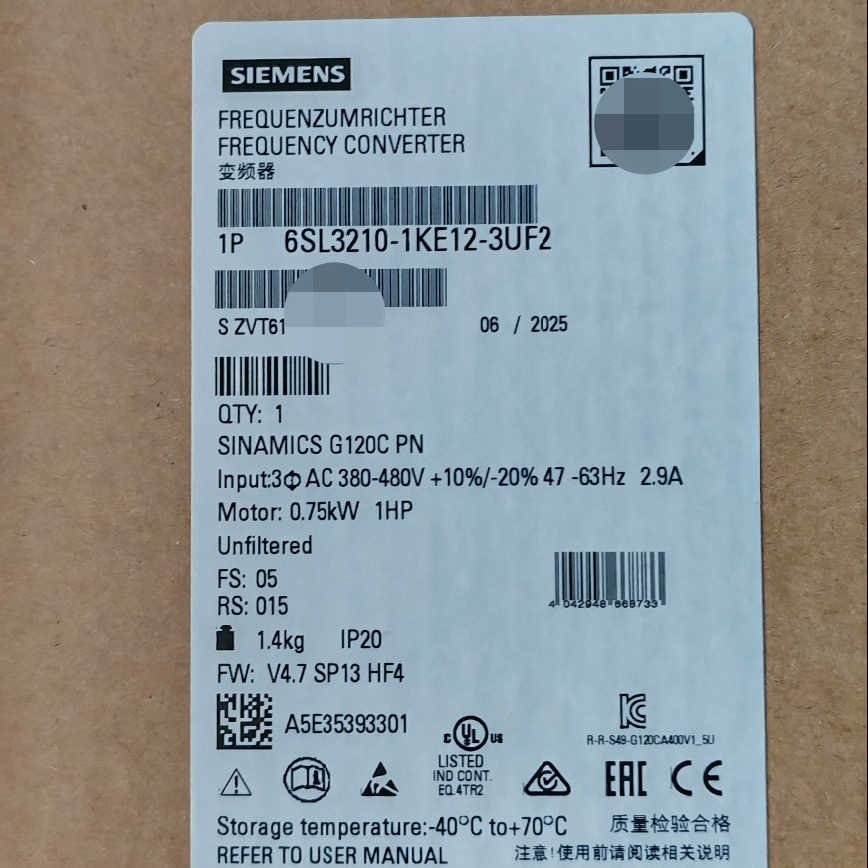 SIEMENS
FREQUENZUMRICHTER
FREQUENCY CONVERTER
变频器
1P 6SL3210-1KE12-3UF2
S ZVT61
06 / 2025
QTY: 1
SINAMICS G120C PN
Input:3Φ AC 380-480V +10%/-20% 47 -63Hz 2.9A
Motor: 0.75kW 1HP
Unfiltered
FS: 05
RS: 015
4 042948 668733
1.4kg IP20
FW: V4.7 SP13 HF4
A5E35393301
C UL US
LISTED
IND CONT.
EQ.4TR2
R-R-S49-G120CA400V1_5U
EAC CE
Storage temperature:-40°C to+70°C
质量检验合格
REFER TO USER MANUAL
注意!使用前请阅读相关说明